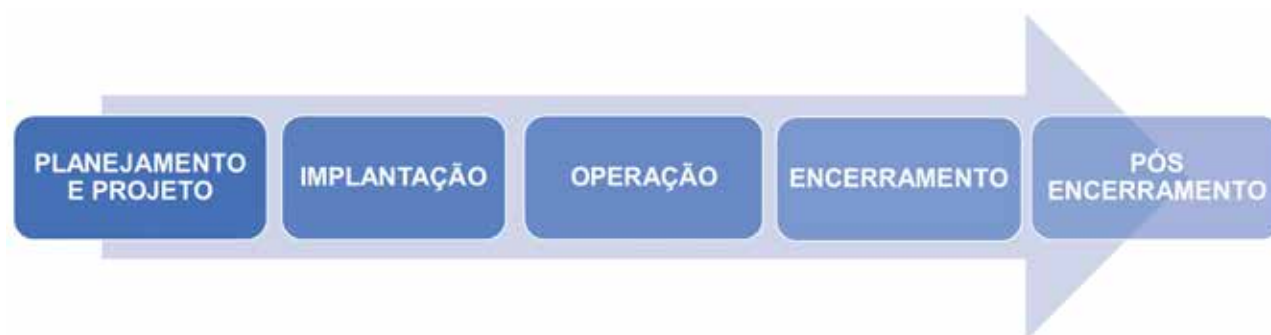 PLANEJAMENTO
E PROJETO
IMPLANTAÇÃO
OPERAÇÃO
ENCERRAMENTO
PÓS
ENCERRAMENTO